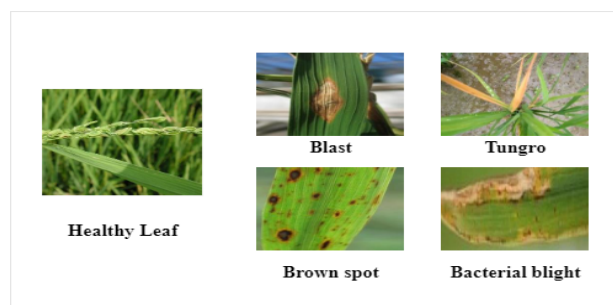 Blast
Tungro
Healthy Leaf
Brown spot
Bacterial blight